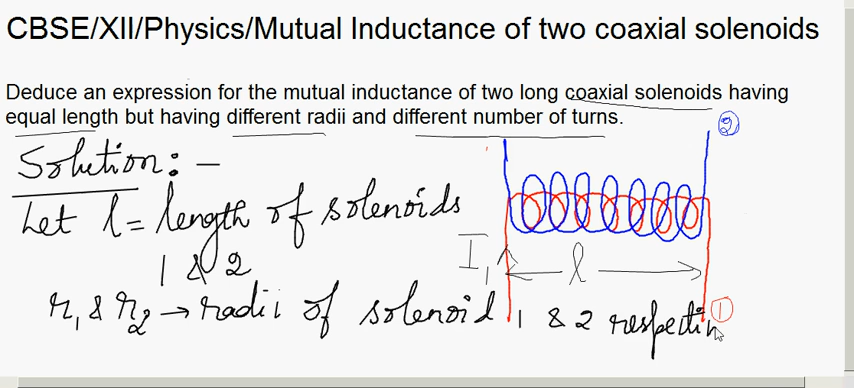 CBSE/XII/Physics/Mutual Inductance of two coaxial solenoids
Deduce an expression for the mutual inductance of two long coaxial solenoids having
equal length but having different radii and different number of turns.
②
Solution: –
Let l = length of solenoids
1 & 2
I₁
l
r₁ & r₂ → radii of solenoid 1 & 2 respectiv
①